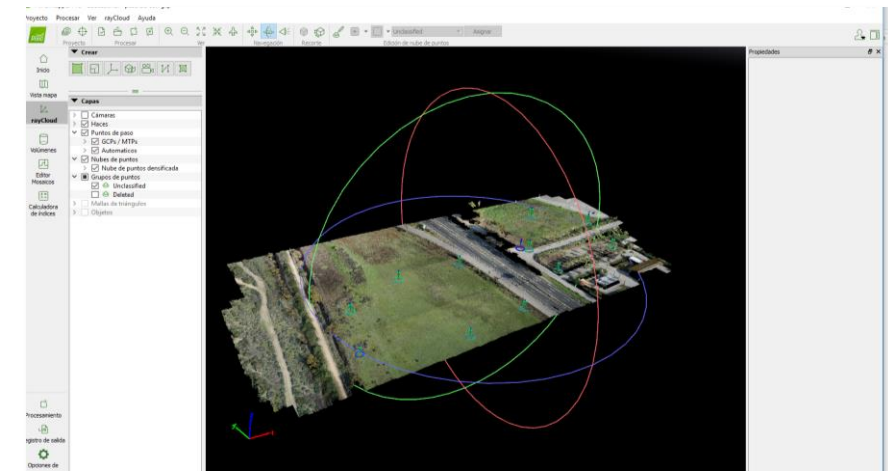 royecto Procesar Ver rayCloud Ayuda
Unclassified Asignar
Proyecto Procesar Ver Navegación Recorte Edición de nube de puntos
Inicio
Vista mapa
rayCloud
Volúmenes
Editor
Mosaicos
Calculadora
de índices
Procesamiento
egistro de salida
Opciones de
Crear
Capas
Cámaras
Haces
Puntos de paso
GCPs / MTPs
Automaticos
Nubes de puntos
Nube de puntos densificada
Grupos de puntos
Unclassified
Deleted
Mallas de triángulos
Objetos
Propiedades